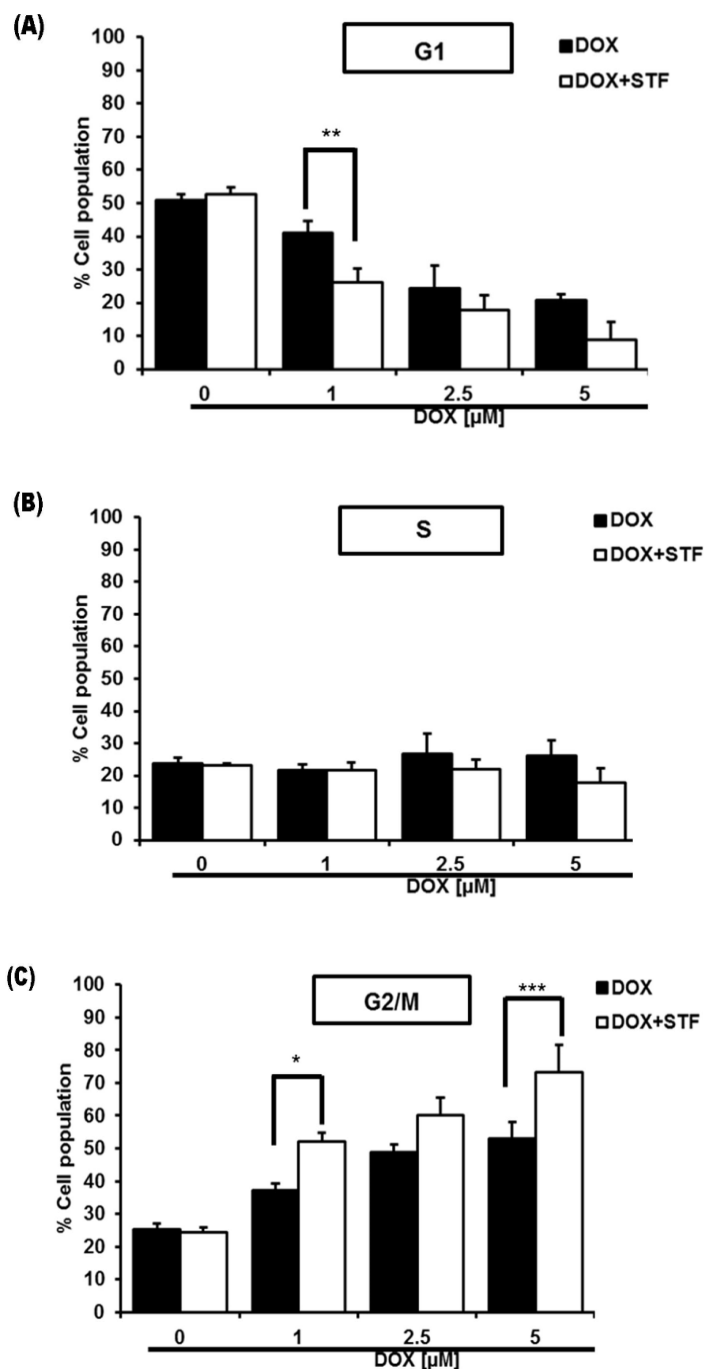 (A)
G1
DOX
DOX+STF
% Cell population
100
90
80
70
60
50
40
30
20
10
0
**
0 1 2.5 5
DOX [µM]
(B)
S
DOX
DOX+STF
% Cell population
100
90
80
70
60
50
40
30
20
10
0
0 1 2.5 5
DOX [µM]
(C)
G2/M
DOX
DOX+STF
% Cell population
100
90
80
70
60
50
40
30
20
10
0
*
***
0 1 2.5 5
DOX [µM]